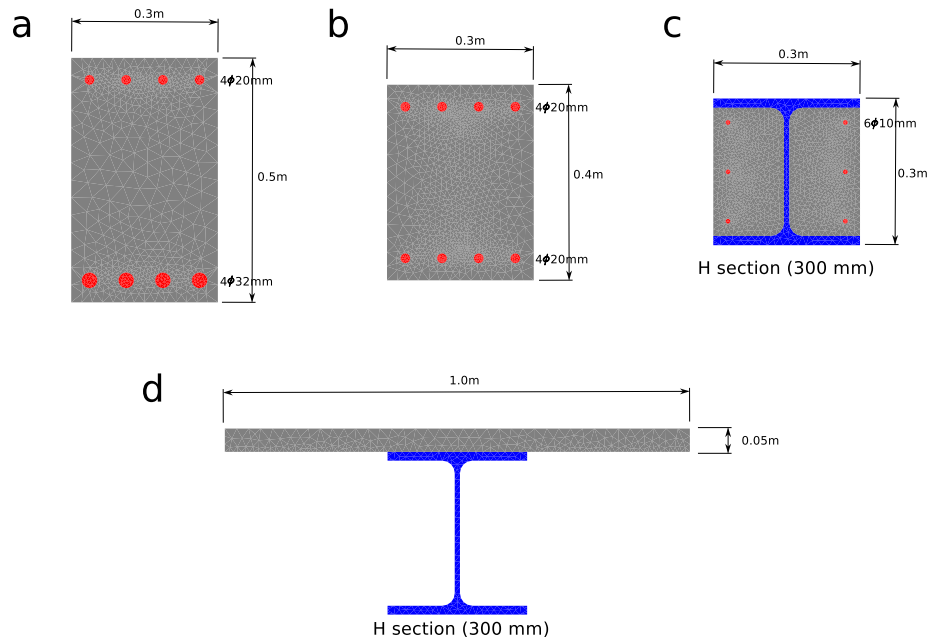 a
0.3m
4ϕ20mm
0.5m
4ϕ32mm
b
0.3m
4ϕ20mm
0.4m
4ϕ20mm
c
0.3m
6ϕ10mm
0.3m
H section (300 mm)
d
1.0m
0.05m
H section (300 mm)